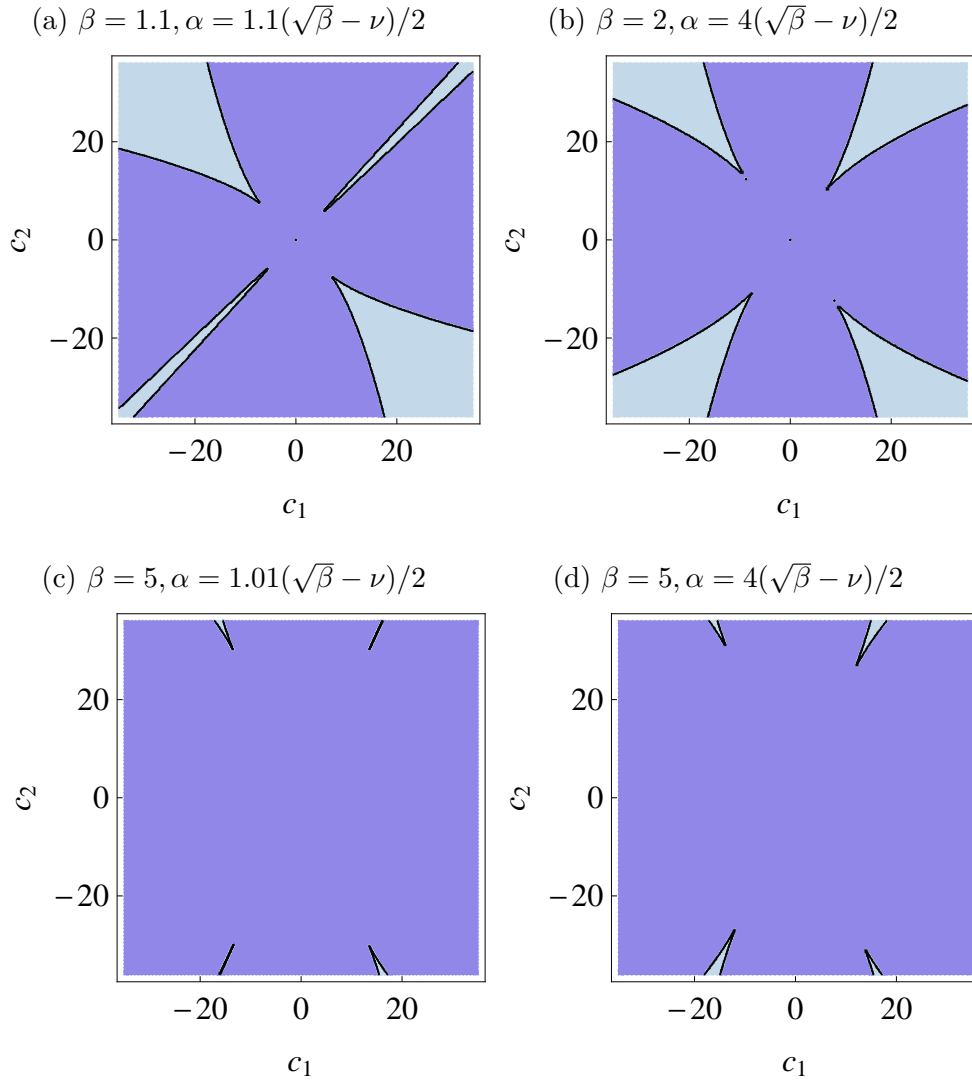 (a) β = 1.1, α = 1.1(√β − ν)/2
(b) β = 2, α = 4(√β − ν)/2
20
0
−20
c₂
−20 0 20
c₁
20
0
−20
c₂
−20 0 20
c₁
(c) β = 5, α = 1.01(√β − ν)/2
(d) β = 5, α = 4(√β − ν)/2
20
0
−20
c₂
−20 0 20
c₁
20
0
−20
c₂
−20 0 20
c₁